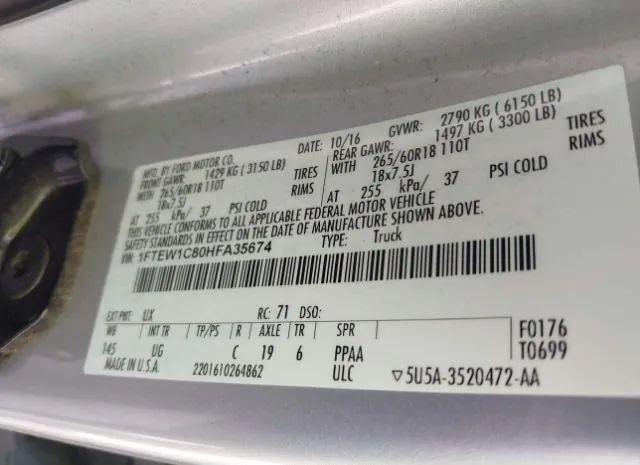 MFD. BY FORD MOTOR CO.
DATE: 10/16 GVWR: 2790 KG ( 6150 LB)
FRONT GAWR: 1429 KG ( 3150 LB)
REAR GAWR: 1497 KG ( 3300 LB)
WITH 265/60R18 110T TIRES
WITH 265/60R18 110T TIRES
18x7.5J RIMS
18x7.5J RIMS
AT 255 kPa/ 37 PSI COLD
AT 255 kPa/ 37 PSI COLD
THIS VEHICLE CONFORMS TO ALL APPLICABLE FEDERAL MOTOR VEHICLE
STANDARDS IN EFFECT ON THE DATE OF MANUFACTURE SHOWN ABOVE.
VIN: 1FTEW1C80HFA35674
TYPE: Truck
EXT PNT: UX RC: 71 DSO:
WB INT TR TP/PS R AXLE TR SPR F0176
145 UG C 19 6 PPAA T0699
MADE IN U.S.A. 2201610264862 ULC ▽5U5A-3520472-AA